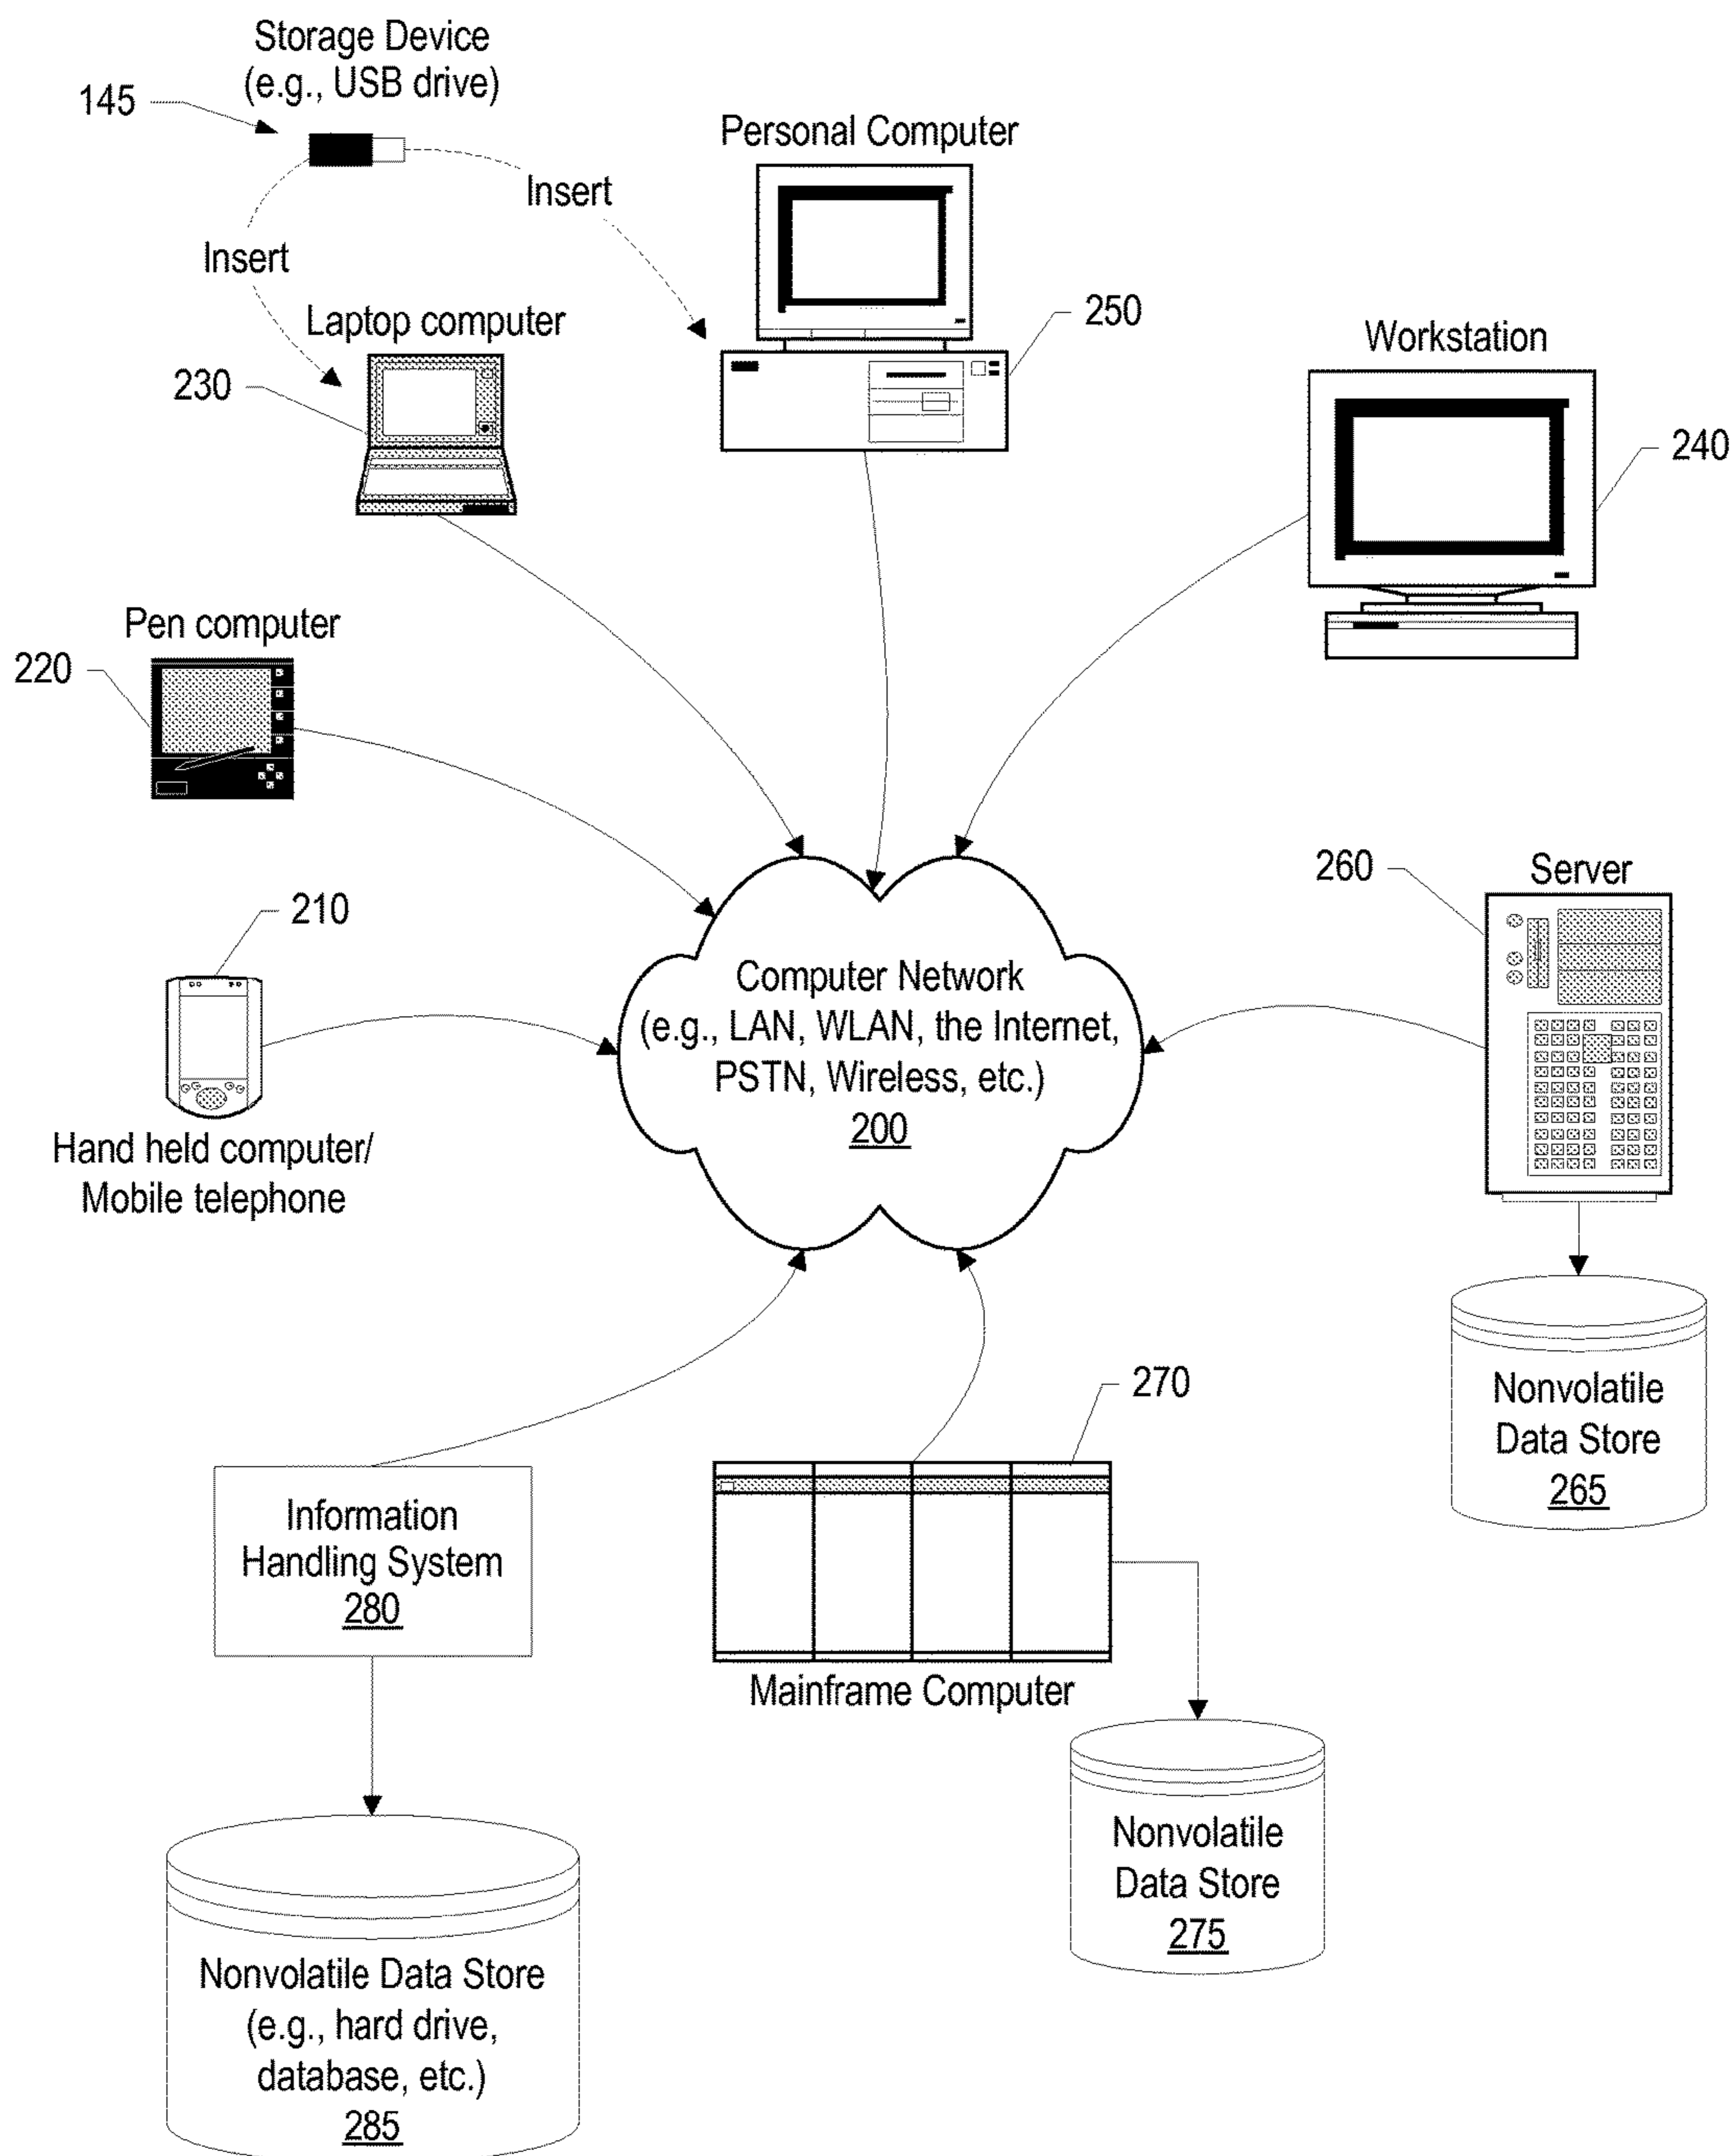 Storage Device
(e.g., USB drive)
145
Insert
Insert
Personal Computer
250
Laptop computer
230
Workstation
240
Pen computer
220
210
Hand held computer/
Mobile telephone
Computer Network
(e.g., LAN, WLAN, the Internet,
PSTN, Wireless, etc.)
200
260
Server
Nonvolatile
Data Store
265
270
Mainframe Computer
Information
Handling System
280
Nonvolatile
Data Store
275
Nonvolatile Data Store
(e.g., hard drive,
database, etc.)
285